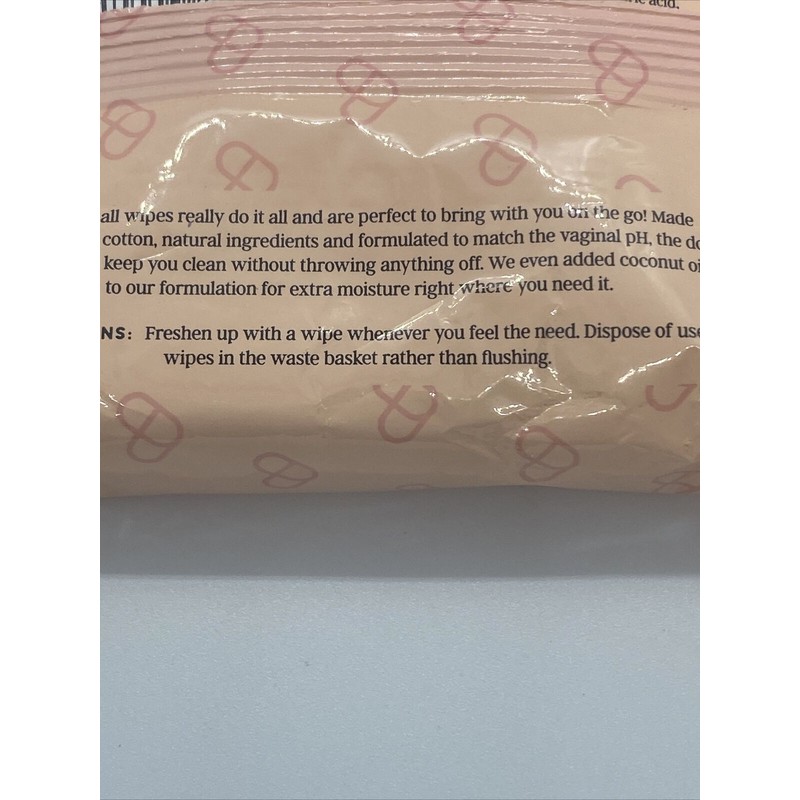 acid.
all wipes really do it all and are perfect to bring with you on the go! Made
cotton, natural ingredients and formulated to match the vaginal pH, the
keep you clean without throwing anything off. We even added coconut
to our formulation for extra moisture right where you need it.
NS: Freshen up with a wipe whenever you feel the need. Dispose of
wipes in the waste basket rather than flushing.